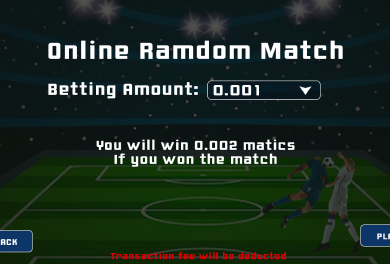 Online Ramdom Match
Betting Amount: 0.001
You will win 0.002 matics
If you won the match
ACK
PL
Transaction fee will be deducted